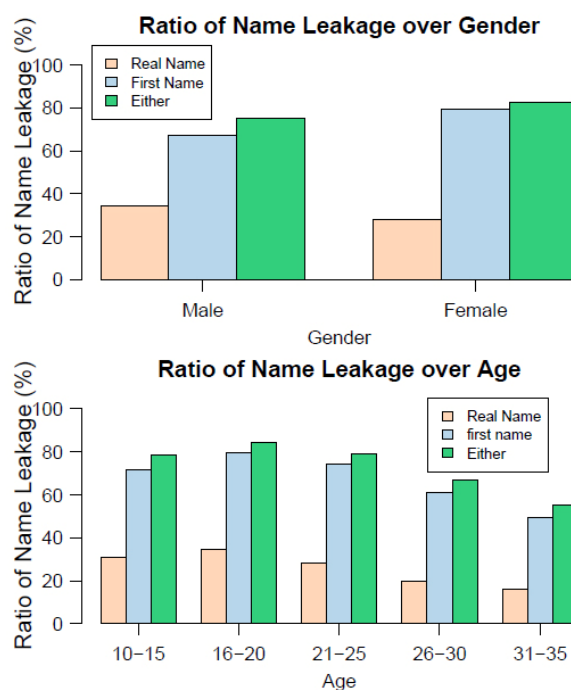 Ratio of Name Leakage over Gender
Ratio of Name Leakage (%)
100
80
60
40
20
0
Real Name
First Name
Either
Male
Female
Gender
Ratio of Name Leakage over Age
Ratio of Name Leakage (%)
100
80
60
40
20
0
Real Name
first name
Either
10−15
16−20
21−25
26−30
31−35
Age